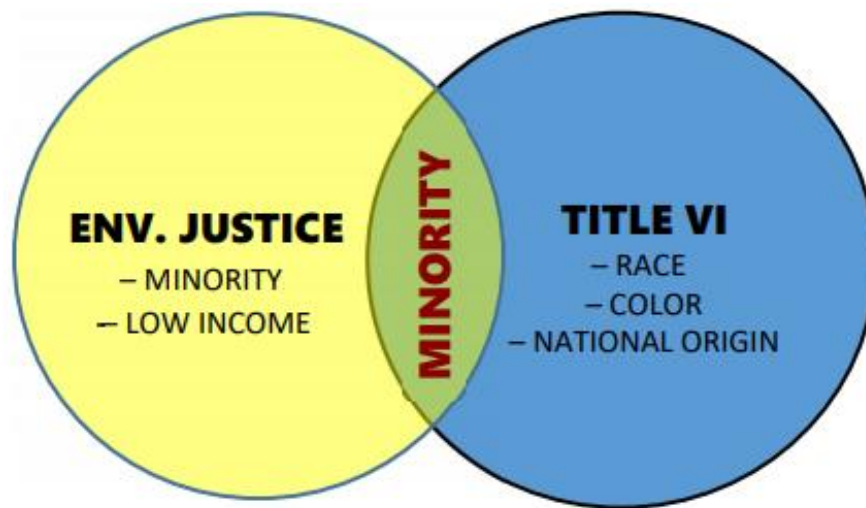 ENV. JUSTICE
– MINORITY
– LOW INCOME
MINORITY
TITLE VI
– RACE
– COLOR
– NATIONAL ORIGIN